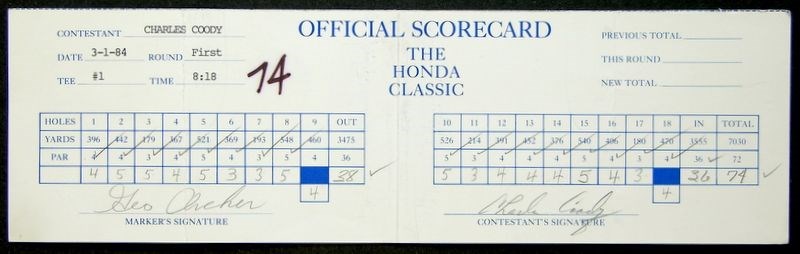 CONTESTANT CHARLES COODY
DATE 3-1-84 ROUND First
TEE #1 TIME 8:18
74
OFFICIAL SCORECARD
THE
HONDA
CLASSIC
PREVIOUS TOTAL
THIS ROUND
NEW TOTAL
HOLES 1 2 3 4 5 6 7 8 9 OUT
YARDS 396 442 179 367 521 369 193 548 460 3475
PAR 4 4 3 4 5 4 3 5 36
4 5 5 4 5 3 3 5 38
4
Geo Archer
MARKER'S SIGNATURE
10 11 12 13 14 15 16 17 18 IN TOTAL
526 214 391 452 376 540 406 180 470 3555 7030
5 3 4 4 4 5 4 3 4 36 72
5 3 4 4 4 5 4 3 36 74
4
Charles Coody
CONTESTANT'S SIGNATURE